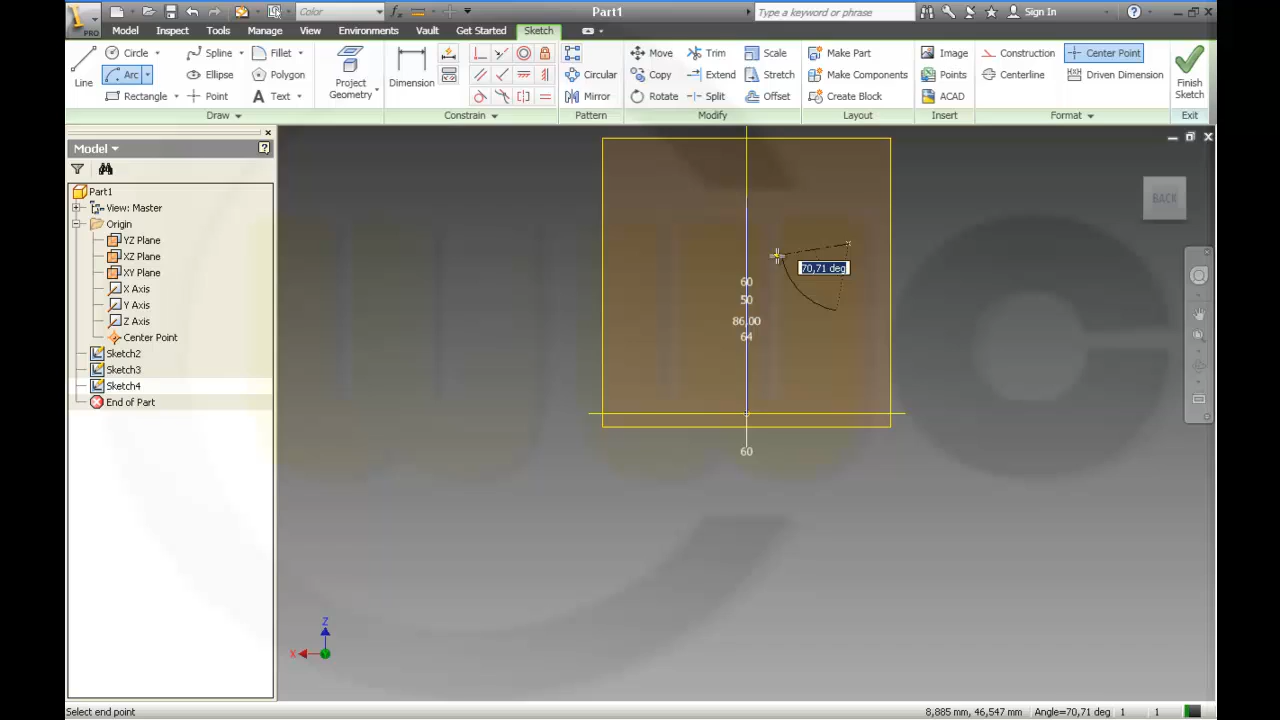 Color
Part1
Type a keyword or phrase
Sign In
PRO
Model Inspect Tools Manage View Environments Vault Get Started Sketch
Line
Circle
Arc
Rectangle
Spline
Ellipse
Point
Fillet
Polygon
Text
Draw
Project
Geometry
Dimension
Constrain
Circular
Mirror
Pattern
Move
Copy
Rotate
Trim
Extend
Split
Scale
Stretch
Offset
Modify
Make Part
Make Components
Create Block
Layout
Image
Points
ACAD
Insert
Construction
Centerline
Center Point
Driven Dimension
Format
Finish
Sketch
Exit
Model
Part1
View: Master
Origin
YZ Plane
XZ Plane
XY Plane
X Axis
Y Axis
Z Axis
Center Point
Sketch2
Sketch3
Sketch4
End of Part
BACK
70,71 deg
60
50
86,00
64
60
Z
X
Select end point
8,885 mm, 46,547 mm Angle=70,71 deg 1 1